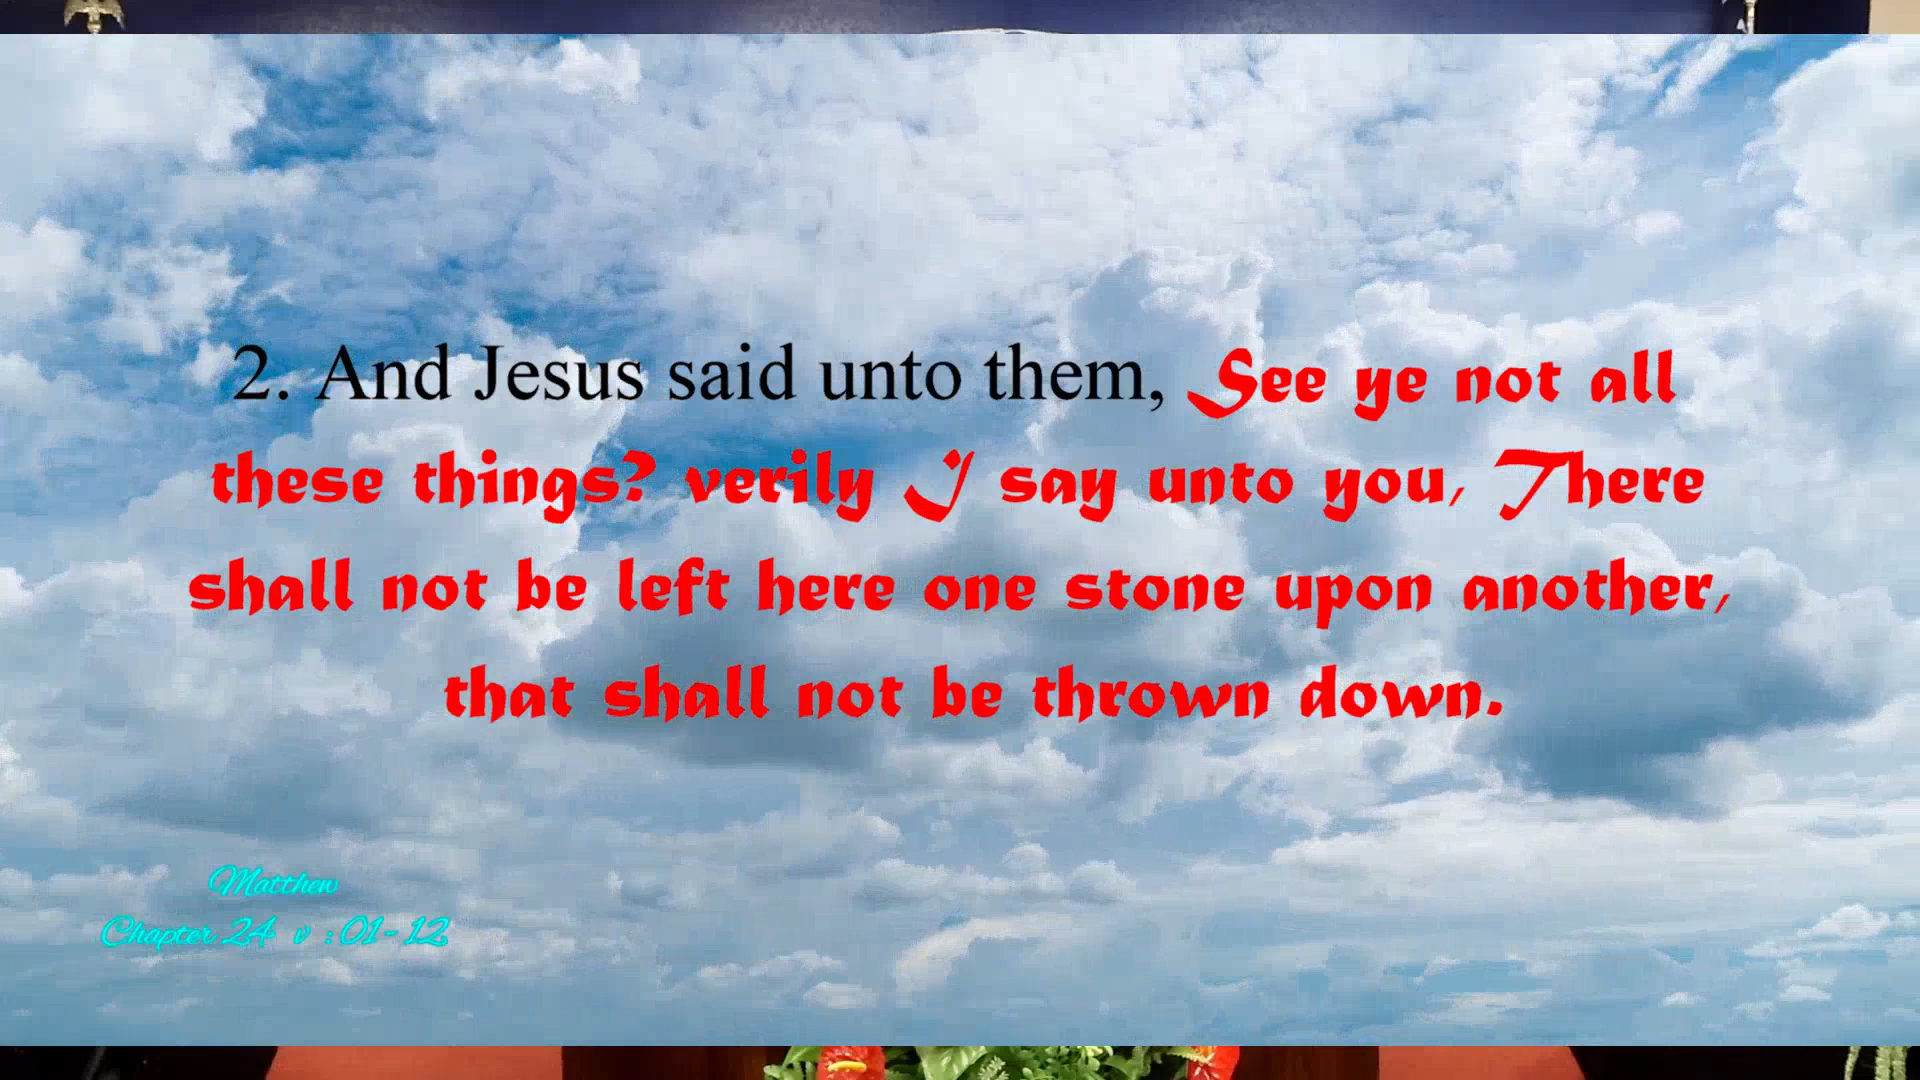 2. And Jesus said unto them, See ye not all
these things? verily I say unto you, There
shall not be left here one stone upon another,
that shall not be thrown down.
Matthew
Chapter 24 v : 01-12